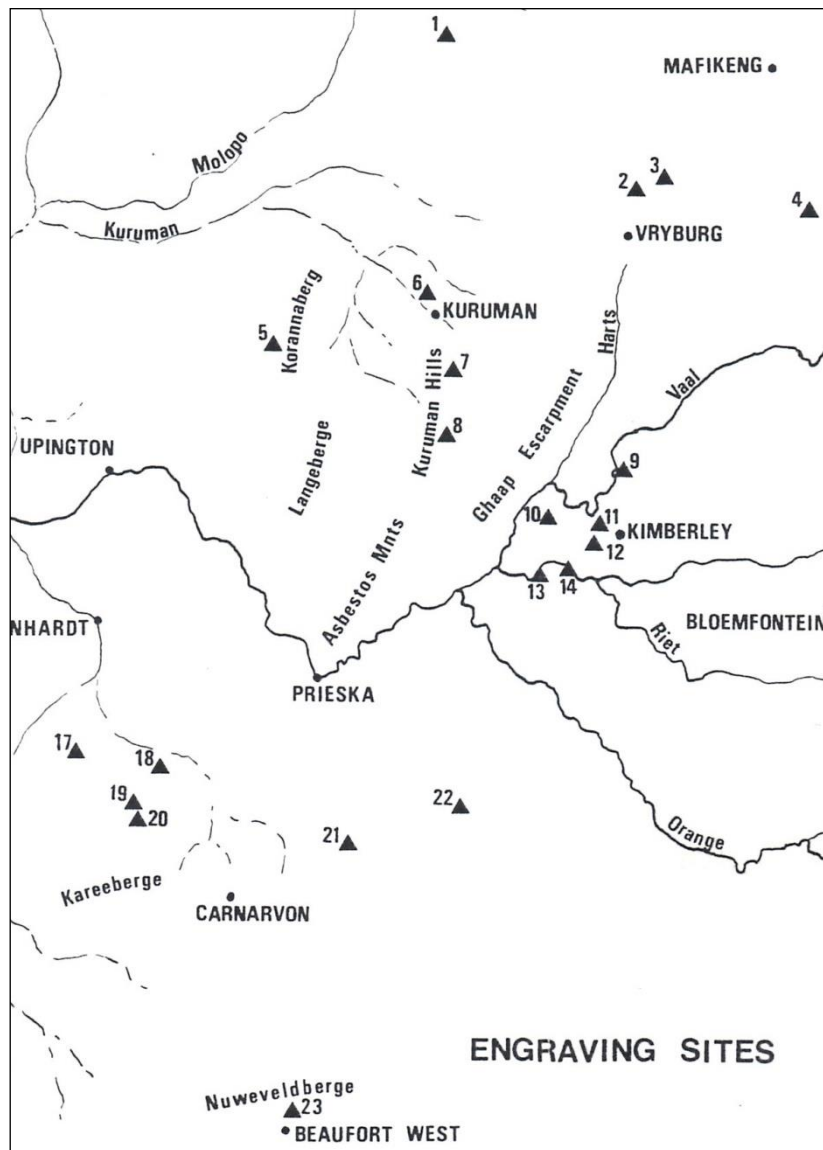 1
MAFIKENG
Molopo
3
2
4
Kuruman
VRYBURG
6
KURUMAN
5
Korannaberg
Harts
7
Kuruman Hills
Vaal
8
Ghaap Escarpment
Langeberge
UPINGTON
9
10
11
KIMBERLEY
12
Asbestos Mnts
13
14
NHARDT
Riet
BLOEMFONTEIN
PRIESKA
17
18
19
20
22
21
Orange
Kareeberge
CARNARVON
ENGRAVING SITES
Nuweveldberge
23
BEAUFORT WEST